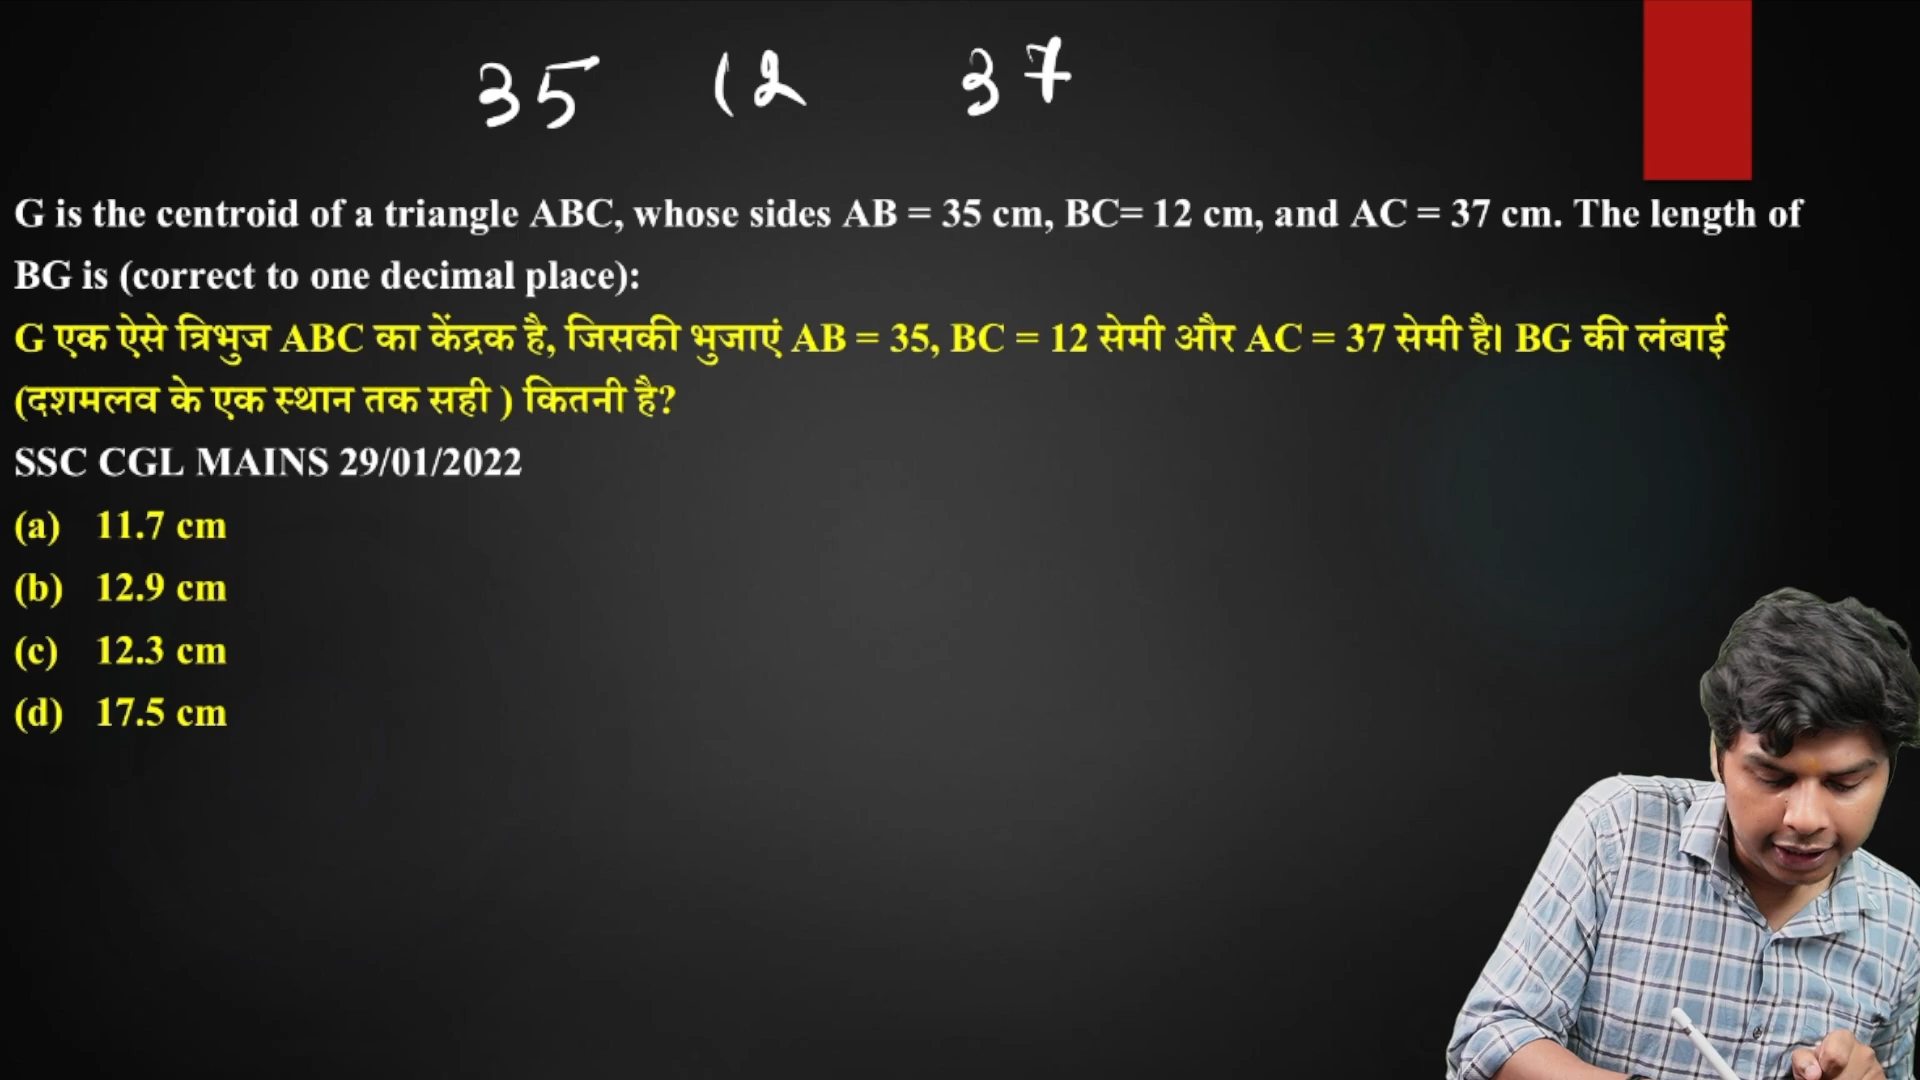 35 12 37
G is the centroid of a triangle ABC, whose sides AB = 35 cm, BC= 12 cm, and AC = 37 cm. The length of
BG is (correct to one decimal place):
G एक ऐसे त्रिभुज ABC का केंद्रक है, जिसकी भुजाएं AB = 35, BC = 12 सेमी और AC = 37 सेमी है। BG की लंबाई
(दशमलव के एक स्थान तक सही ) कितनी है?
SSC CGL MAINS 29/01/2022
(a) 11.7 cm
(b) 12.9 cm
(c) 12.3 cm
(d) 17.5 cm